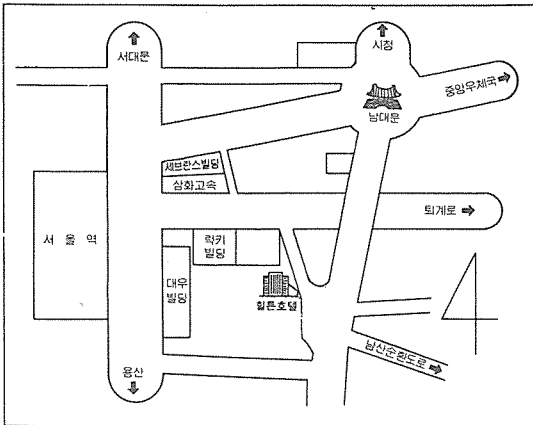 서대문
시청
중앙우체국
남대문
세브란스빌딩
삼화고속
퇴계로
서울역
럭키
빌딩
대우
빌딩
힐튼호텔
남산순환도로
용산